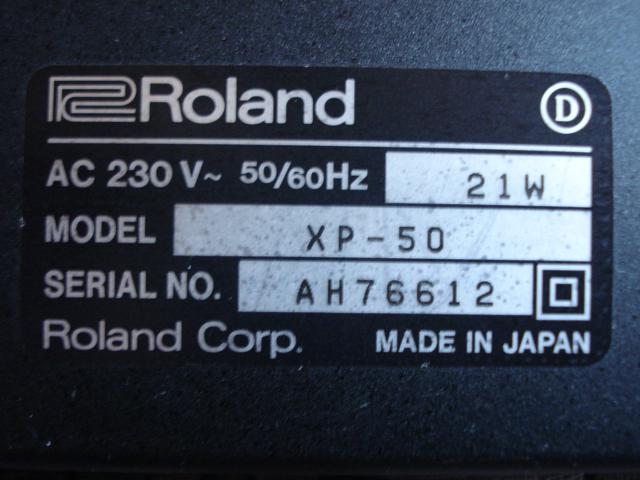 Roland D
AC 230 V~ 50/60Hz 21W
MODEL XP-50
SERIAL NO. AH76612
Roland Corp. MADE IN JAPAN